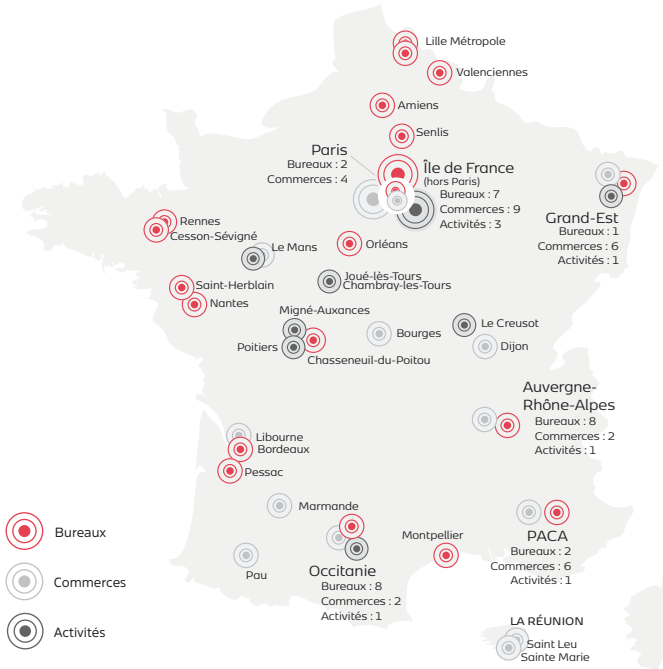 Lille Métropole
Valenciennes
Amiens
Senlis
Paris
Bureaux : 2
Commerces : 4
Île de France
(hors Paris)
Bureaux : 7
Commerces : 9
Activités : 3
Grand-Est
Bureaux : 1
Commerces : 6
Activités : 1
Rennes
Cesson-Sévigné
Le Mans
Orléans
Saint-Herblain
Nantes
Joué-lès-Tours
Chambray-les-Tours
Migné-Auxances
Poitiers
Chasseneuil-du-Poitou
Bourges
Le Creusot
Dijon
Auvergne-
Rhône-Alpes
Bureaux : 8
Commerces : 2
Activités : 1
Libourne
Bordeaux
Pessac
Marmande
Pau
Occitanie
Bureaux : 8
Commerces : 2
Activités : 1
Montpellier
PACA
Bureaux : 2
Commerces : 6
Activités : 1
Bureaux
Commerces
Activités
LA RÉUNION
Saint Leu
Sainte Marie